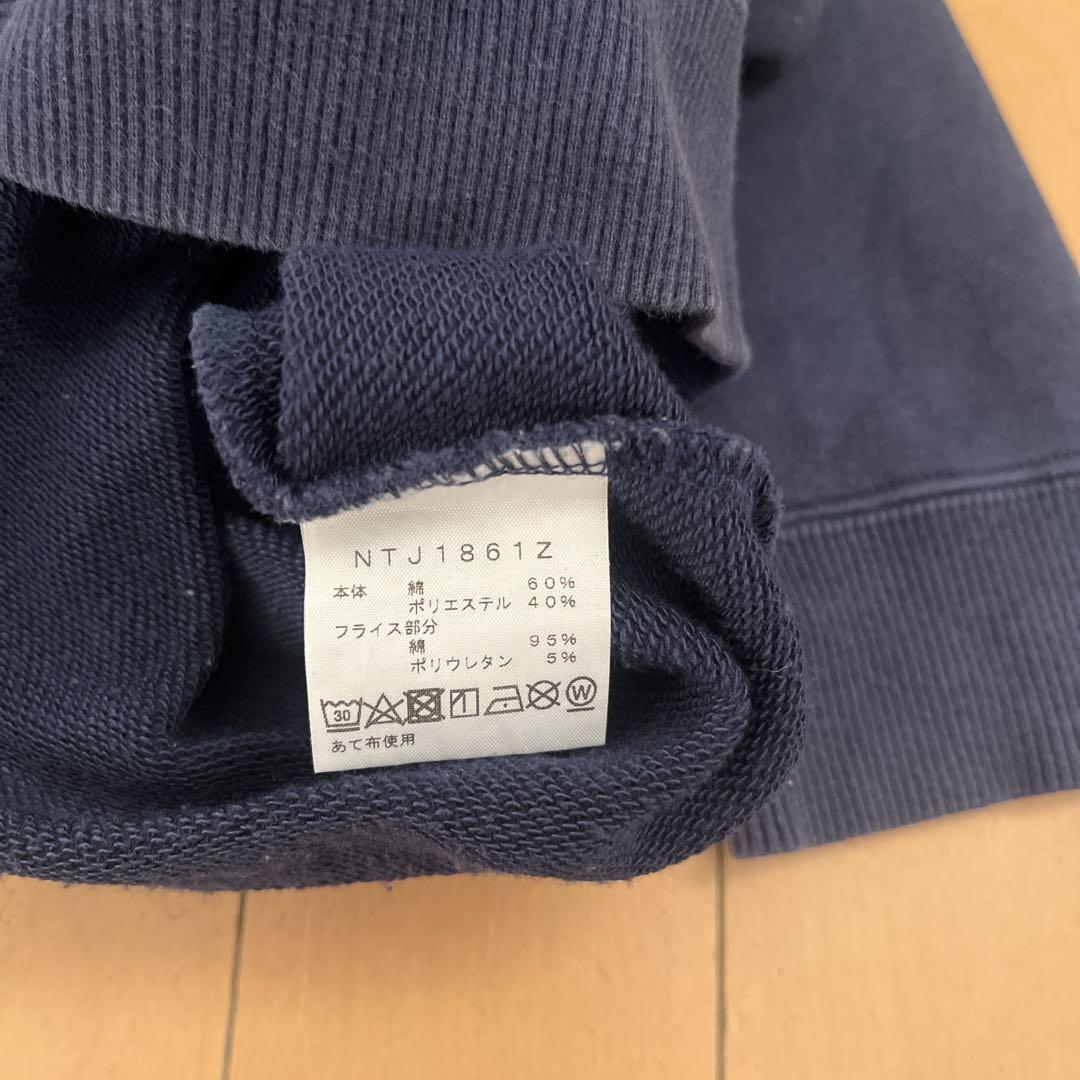 NTJ1861Z
本体 綿 60%
ポリエステル 40%
フライス部分
綿 95%
ポリウレタン 5%
30 W
あて布使用